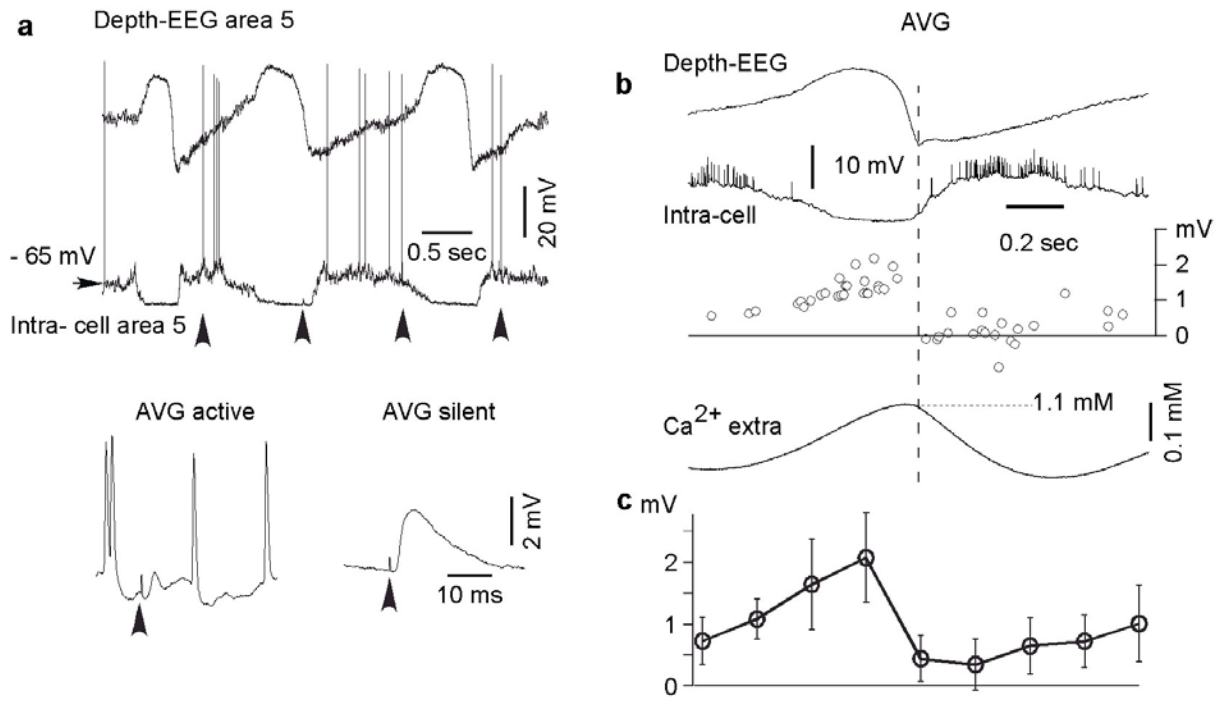 a
Depth-EEG area 5
20 mV
0.5 sec
- 65 mV
Intra- cell area 5
AVG active
AVG silent
2 mV
10 ms
AVG
b
Depth-EEG
10 mV
Intra-cell
0.2 sec
mV
2
1
0
Ca2+ extra
1.1 mM
0.1 mM
c
mV
2
1
0